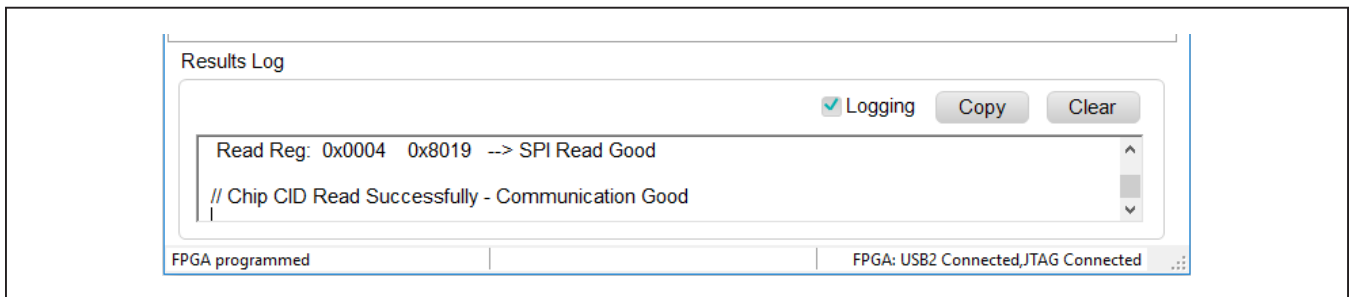 Results Log
Logging Copy Clear
Read Reg: 0x0004 0x8019 --> SPI Read Good
// Chip CID Read Successfully - Communication Good
FPGA programmed FPGA: USB2 Connected,JTAG Connected